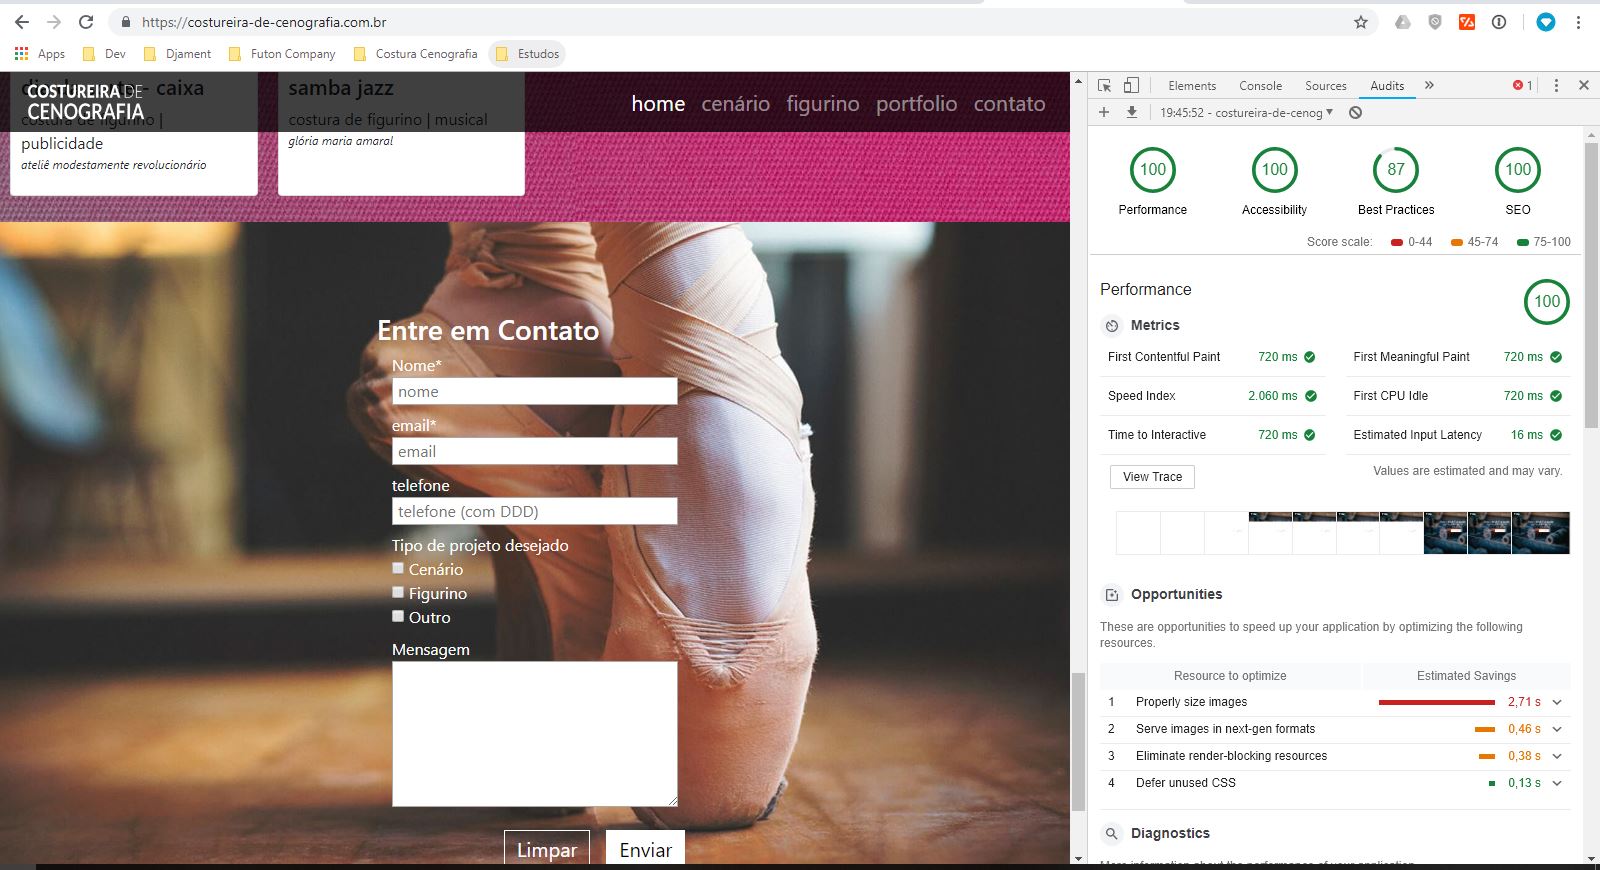 https://costureira-de-cenografia.com.br
Apps Dev Djament Futon Company Costura Cenografia Estudos
caixa
COSTUREIRA DE
CENOGRAFIA
costura de figurino |
publicidade
ateliê modestamente revolucionário
samba jazz
costura de figurino | musical
glória maria amaral
home cenário figurino portfolio contato
Entre em Contato
Nome*
nome
email*
email
telefone
telefone (com DDD)
Tipo de projeto desejado
Cenário
Figurino
Outro
Mensagem
Limpar Enviar
Elements Console Sources Audits » 1
19:45:52 - costureira-de-cenog
100 100 87 100
Performance Accessibility Best Practices SEO
Score scale: 0-44 45-74 75-100
Performance 100
Metrics
First Contentful Paint 720 ms First Meaningful Paint 720 ms
Speed Index 2.060 ms First CPU Idle 720 ms
Time to Interactive 720 ms Estimated Input Latency 16 ms
View Trace Values are estimated and may vary.
Opportunities
These are opportunities to speed up your application by optimizing the following
resources.
Resource to optimize Estimated Savings
1 Properly size images 2,71 s
2 Serve images in next-gen formats 0,46 s
3 Eliminate render-blocking resources 0,38 s
4 Defer unused CSS 0,13 s
Diagnostics
More information about the performance of your application.